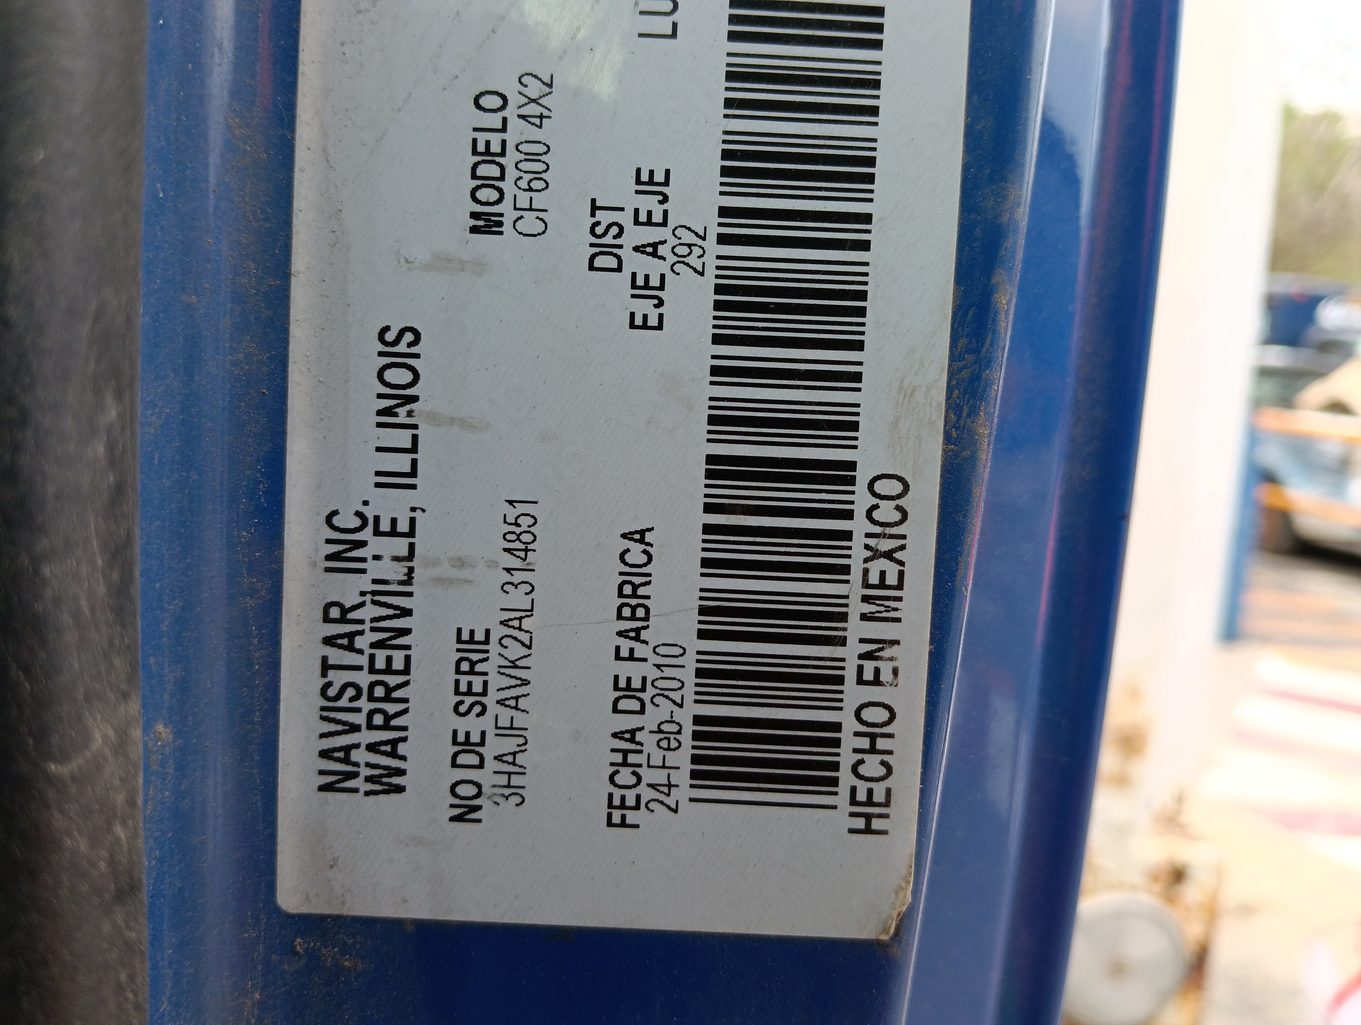 NAVISTAR, INC.
WARRENVILLE, ILLINOIS
NO DE SERIE
3HAJFAVK2AL314851
MODELO
CF600 4X2
FECHA DE FABRICA
24-Feb-2010
DIST
EJE A EJE
292
LU
HECHO EN MEXICO